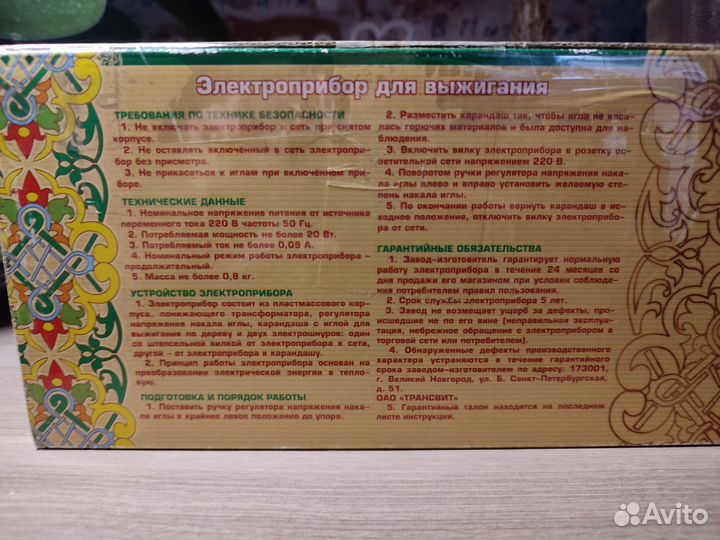 Электроприбор для выжигания
ТРЕБОВАНИЯ ПО ТЕХНИКЕ БЕЗОПАСНОСТИ
1. Не включать электроприбор в сеть при снятом
корпусе.
2. Не оставлять включённый в сеть электропри-
бор без присмотра.
3. Не прикасаться к иглам при включённом при-
боре.
ТЕХНИЧЕСКИЕ ДАННЫЕ
1. Номинальное напряжение питания от источника
переменного тока 220 В частоты 50 Гц.
2. Потребляемая мощность не более 20 Вт.
3. Потребляемый ток не более 0,09 А.
4. Номинальный режим работы электроприбора –
продолжительный.
5. Масса не более 0,8 кг.
УСТРОЙСТВО ЭЛЕКТРОПРИБОРА
1. Электроприбор состоит из пластмассового кор-
пуса, понижающего трансформатора, регулятора
напряжения накала иглы, карандаша с иглой для
выжигания по дереву и двух электрошнуров: один
со штепсельной вилкой от электроприбора к сети,
другой – от электроприбора к карандашу.
2. Принцип работы электроприбора основан на
преобразовании электрической энергии в тепло-
вую.
ПОДГОТОВКА И ПОРЯДОК РАБОТЫ
1. Поставить ручку регулятора напряжения нака-
ла иглы в крайнее левое положение до упора.
2. Разместить карандаш так, чтобы игла не каса-
лась горючих материалов и была доступна для на-
блюдения.
3. Включить вилку электроприбора в розетку ос-
ветительной сети напряжением 220 В.
4. Поворотом ручки регулятора напряжения нака-
ла иглы влево и вправо установить желаемую сте-
пень накала иглы.
5. По окончании работы вернуть карандаш в ис-
ходное положение, отключить вилку электроприбо-
ра от сети.
ГАРАНТИЙНЫЕ ОБЯЗАТЕЛЬСТВА
1. Завод-изготовитель гарантирует нормальную
работу электроприбора в течение 24 месяцев со
дня продажи его магазином при условии соблюде-
ния потребителем правил пользования.
2. Срок службы электроприбора 5 лет.
3. Завод не возмещает ущерб за дефекты, про-
исшедшие не по его вине (неправильная эксплуа-
тация, небрежное обращение с электроприбором в
торговой сети или потребителем).
4. Обнаруженные дефекты производственного
характера устраняются в течение гарантийного
срока заводом-изготовителем по адресу: 173001,
г. Великий Новгород, ул. Б. Санкт-Петербургская,
д. 51.
ОАО «ТРАНСВИТ»
5. Гарантийный талон находится на последнем
листе инструкции.
Avito